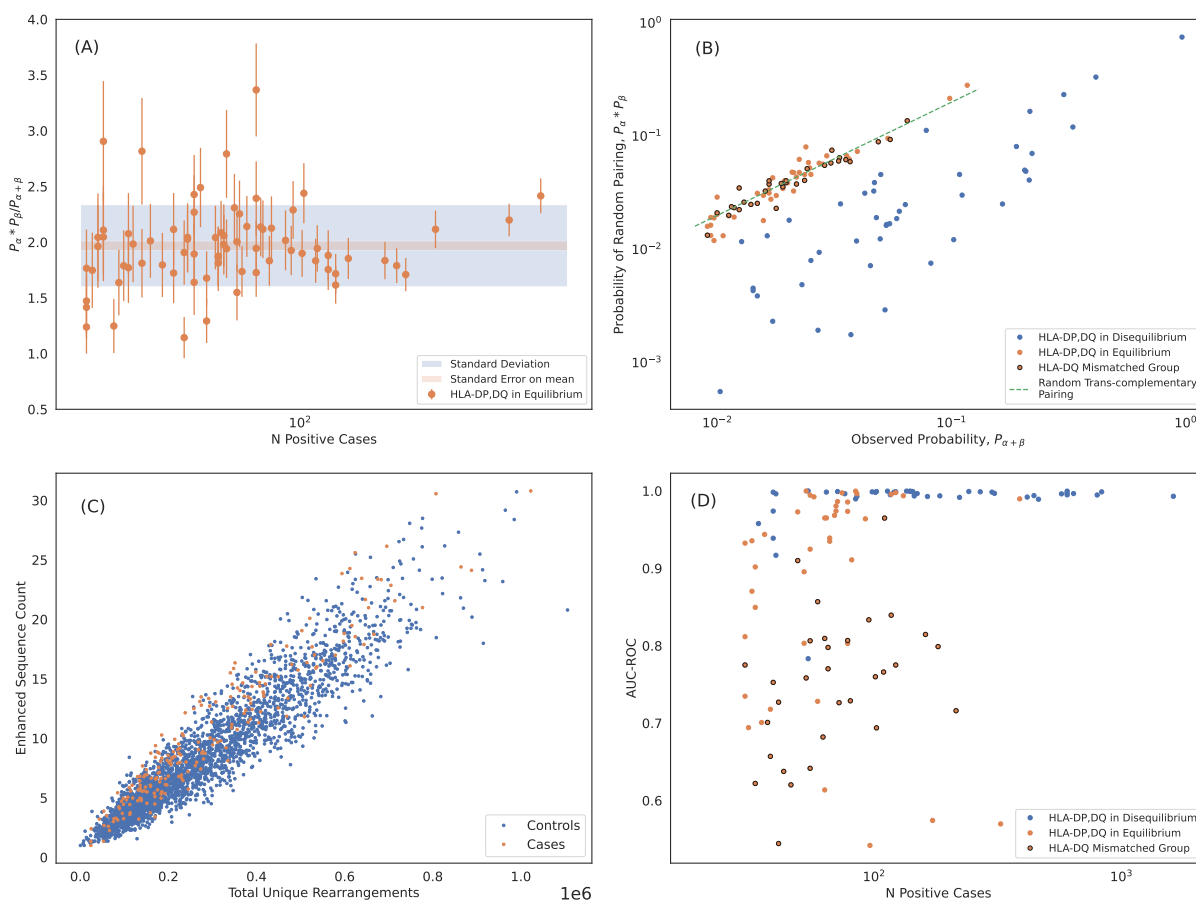 (A)
4.0
3.5
3.0
2.5
2.0
1.5
1.0
0.5
P_α * P_β / P_{α+β}
10²
N Positive Cases
Standard Deviation
Standard Error on mean
HLA-DP,DQ in Equilibrium
(B)
10⁰
10⁻¹
10⁻²
10⁻³
Probability of Random Pairing, P_α * P_β
10⁻² 10⁻¹ 10⁰
Observed Probability, P_{α+β}
HLA-DP,DQ in Disequilibrium
HLA-DP,DQ in Equilibrium
HLA-DQ Mismatched Group
Random Trans-complementary
Pairing
(C)
30
25
20
15
10
5
0
Enhanced Sequence Count
0.0 0.2 0.4 0.6 0.8 1.0
1e6
Total Unique Rearrangements
Controls
Cases
(D)
1.0
0.9
0.8
0.7
0.6
AUC-ROC
10² 10³
N Positive Cases
HLA-DP,DQ in Disequilibrium
HLA-DP,DQ in Equilibrium
HLA-DQ Mismatched Group